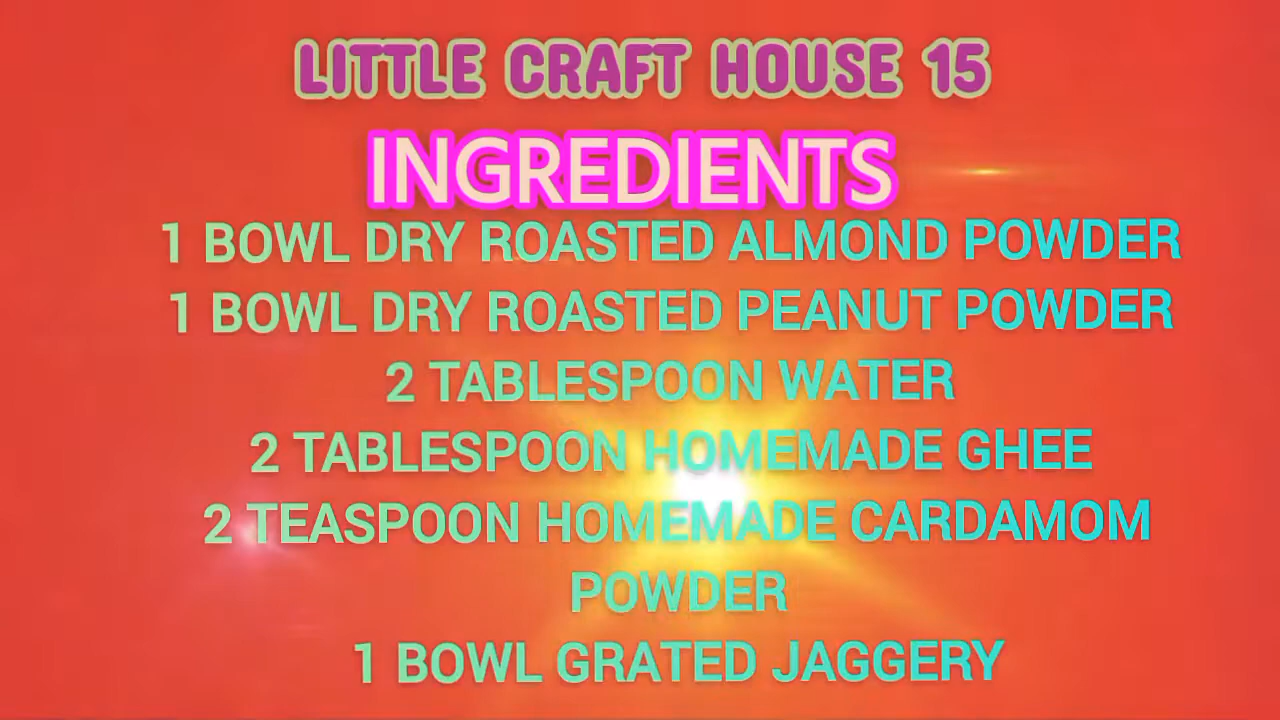 LITTLE CRAFT HOUSE 15
INGREDIENTS
1 BOWL DRY ROASTED ALMOND POWDER
1 BOWL DRY ROASTED PEANUT POWDER
2 TABLESPOON WATER
2 TABLESPOON HOMEMADE GHEE
2 TEASPOON HOMEMADE CARDAMOM
POWDER
1 BOWL GRATED JAGGERY